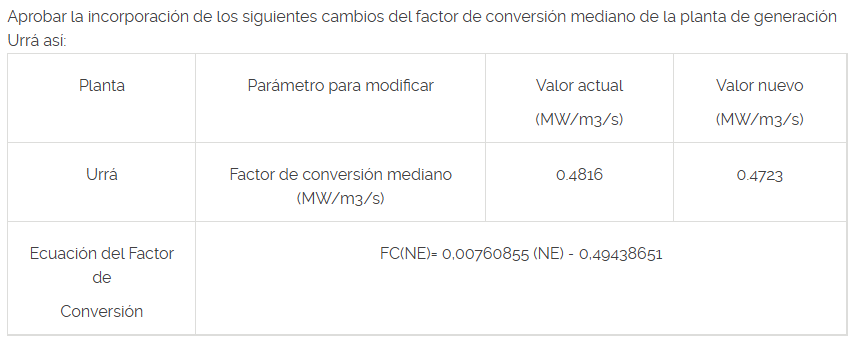 Aprobar la incorporación de los siguientes cambios del factor de conversión mediano de la planta de generación
Urrá así:
Planta
Parámetro para modificar
Valor actual
(MW/m3/s)
Valor nuevo
(MW/m3/s)
Urrá
Factor de conversión mediano
(MW/m3/s)
0.4816
0.4723
Ecuación del Factor
de
Conversión
FC(NE)= 0,00760855 (NE) - 0,49438651